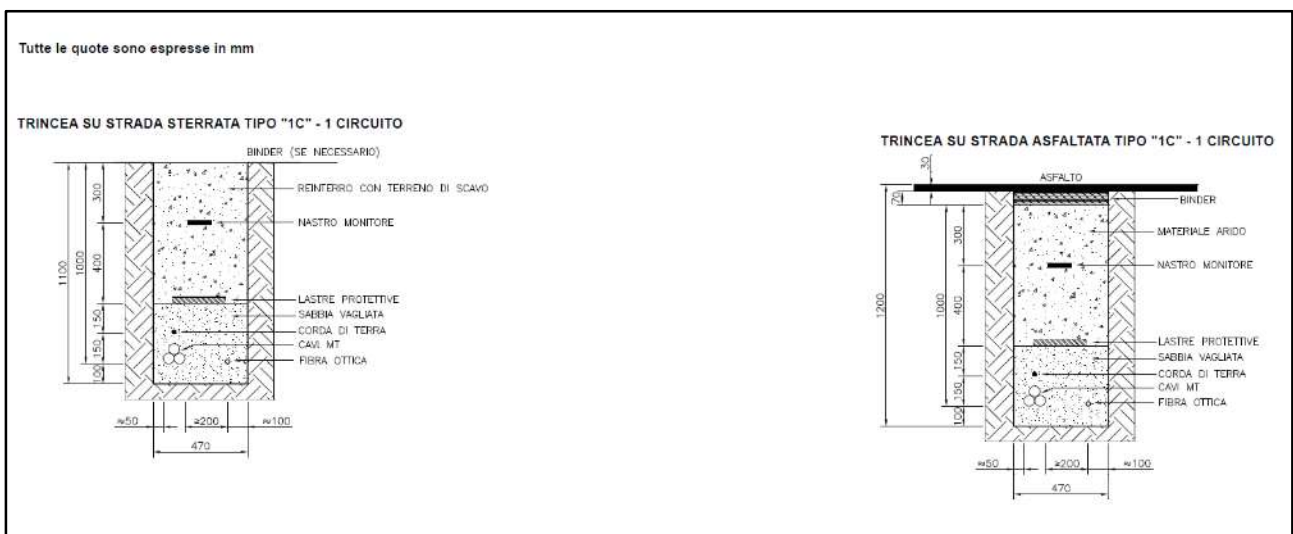 Tutte le quote sono espresse in mm
TRINCEA SU STRADA STERRATA TIPO "1C" - 1 CIRCUITO
BINDER (SE NECESSARIO)
REINTERRO CON TERRENO DI SCAVO
NASTRO MONITORE
LASTRE PROTETTIVE
SABBIA VAGLIATA
CORDA DI TERRA
CAVI MT
FIBRA OTTICA
1100
1000
300
400
150
150
100
≈50
≥200
≈100
470
TRINCEA SU STRADA ASFALTATA TIPO "1C" - 1 CIRCUITO
30
ASFALTO
70
BINDER
MATERIALE ARIDO
NASTRO MONITORE
LASTRE PROTETTIVE
SABBIA VAGLIATA
CORDA DI TERRA
CAVI MT
FIBRA OTTICA
1200
1000
300
400
150
150
100
≈50
≥200
≈100
470